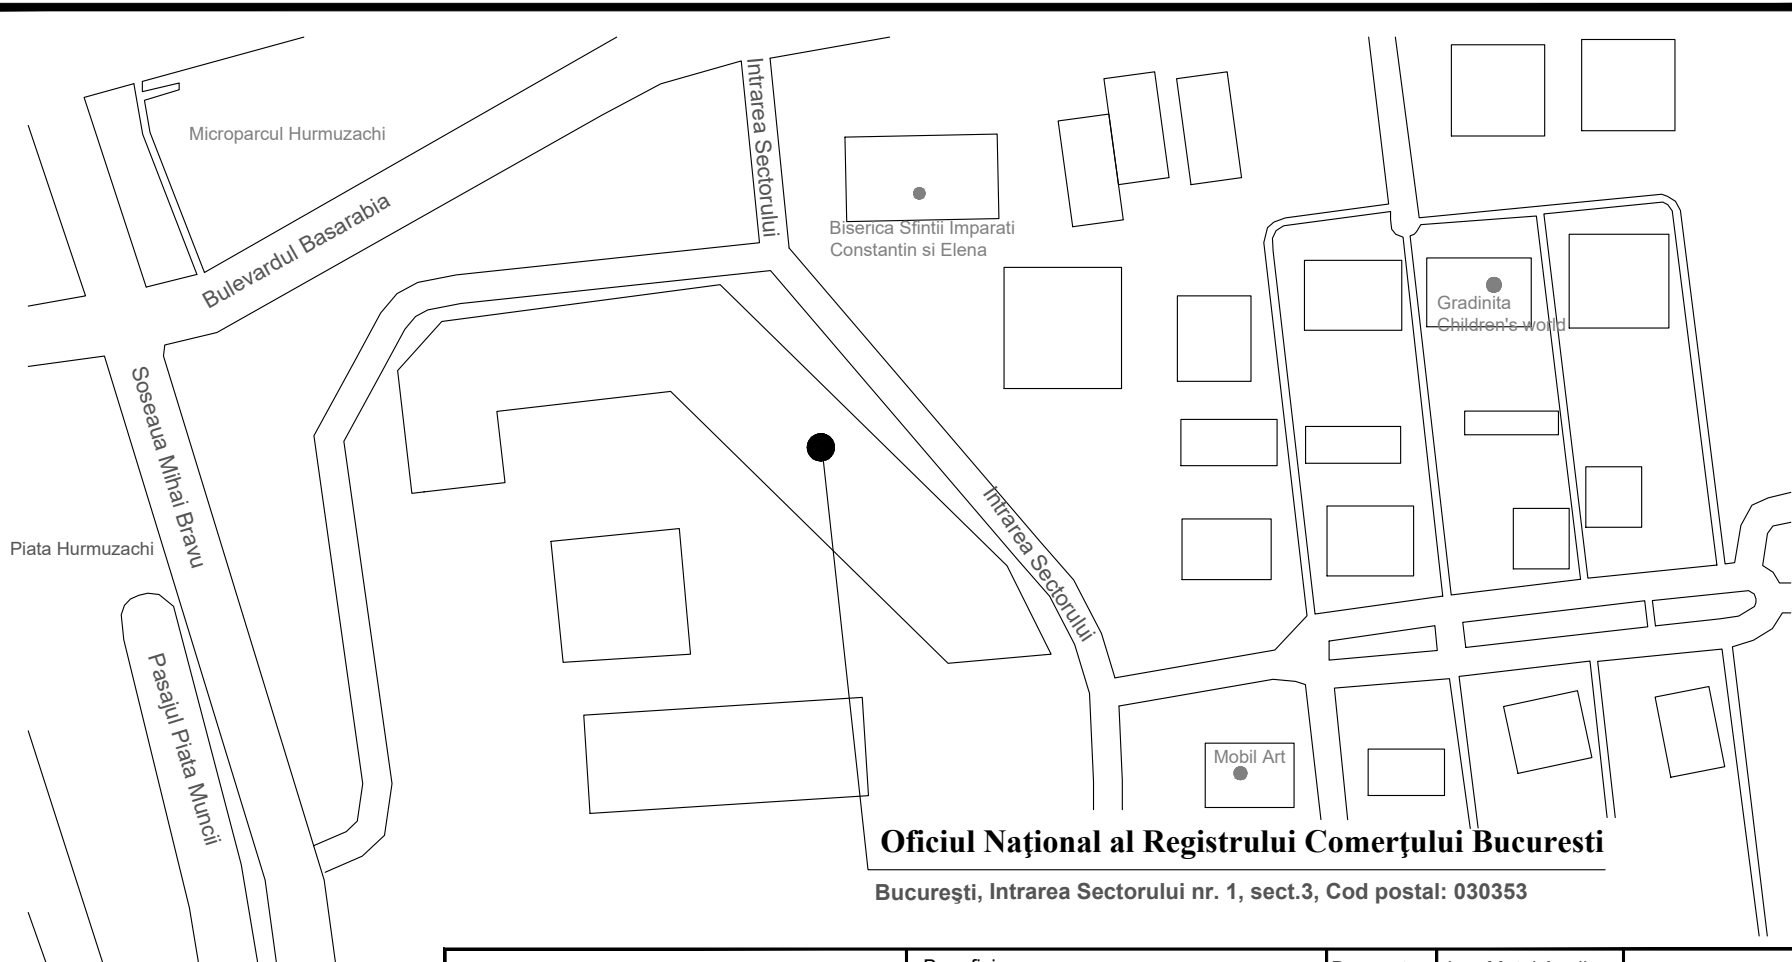 Intrarea Sectorului
Microparcul Hurmuzachi
Bulevardul Basarabia
Biserica Sfintii Imparati
Constantin si Elena
Gradinita
Children's world
Soseaua Mihai Bravu
Intrarea Sectorului
Piata Hurmuzachi
Pasajul Piata Muncii
Mobil Art
Oficiul Naţional al Registrului Comerţului Bucuresti
Bucureşti, Intrarea Sectorului nr. 1, sect.3, Cod postal: 030353